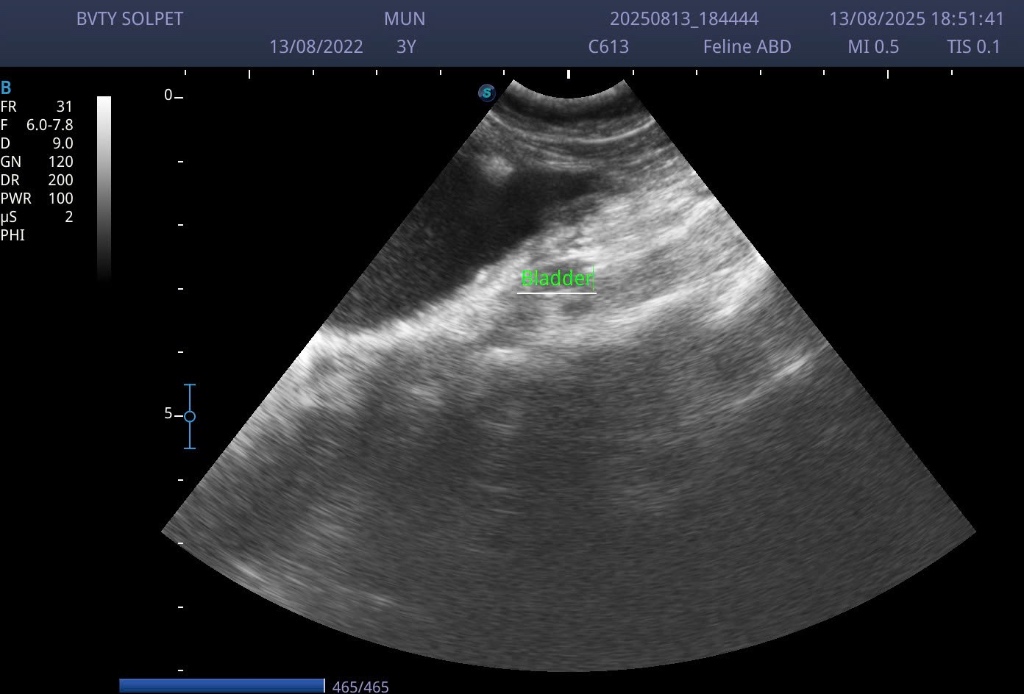 BVTY SOLPET MUN 20250813_184444 13/08/2025 18:51:41
13/08/2022 3Y C613 Feline ABD MI 0.5 TIS 0.1
B
FR 31
F 6.0-7.8
D 9.0
GN 120
DR 200
PWR 100
µS 2
PHI
0
S
Bladder
5
465/465